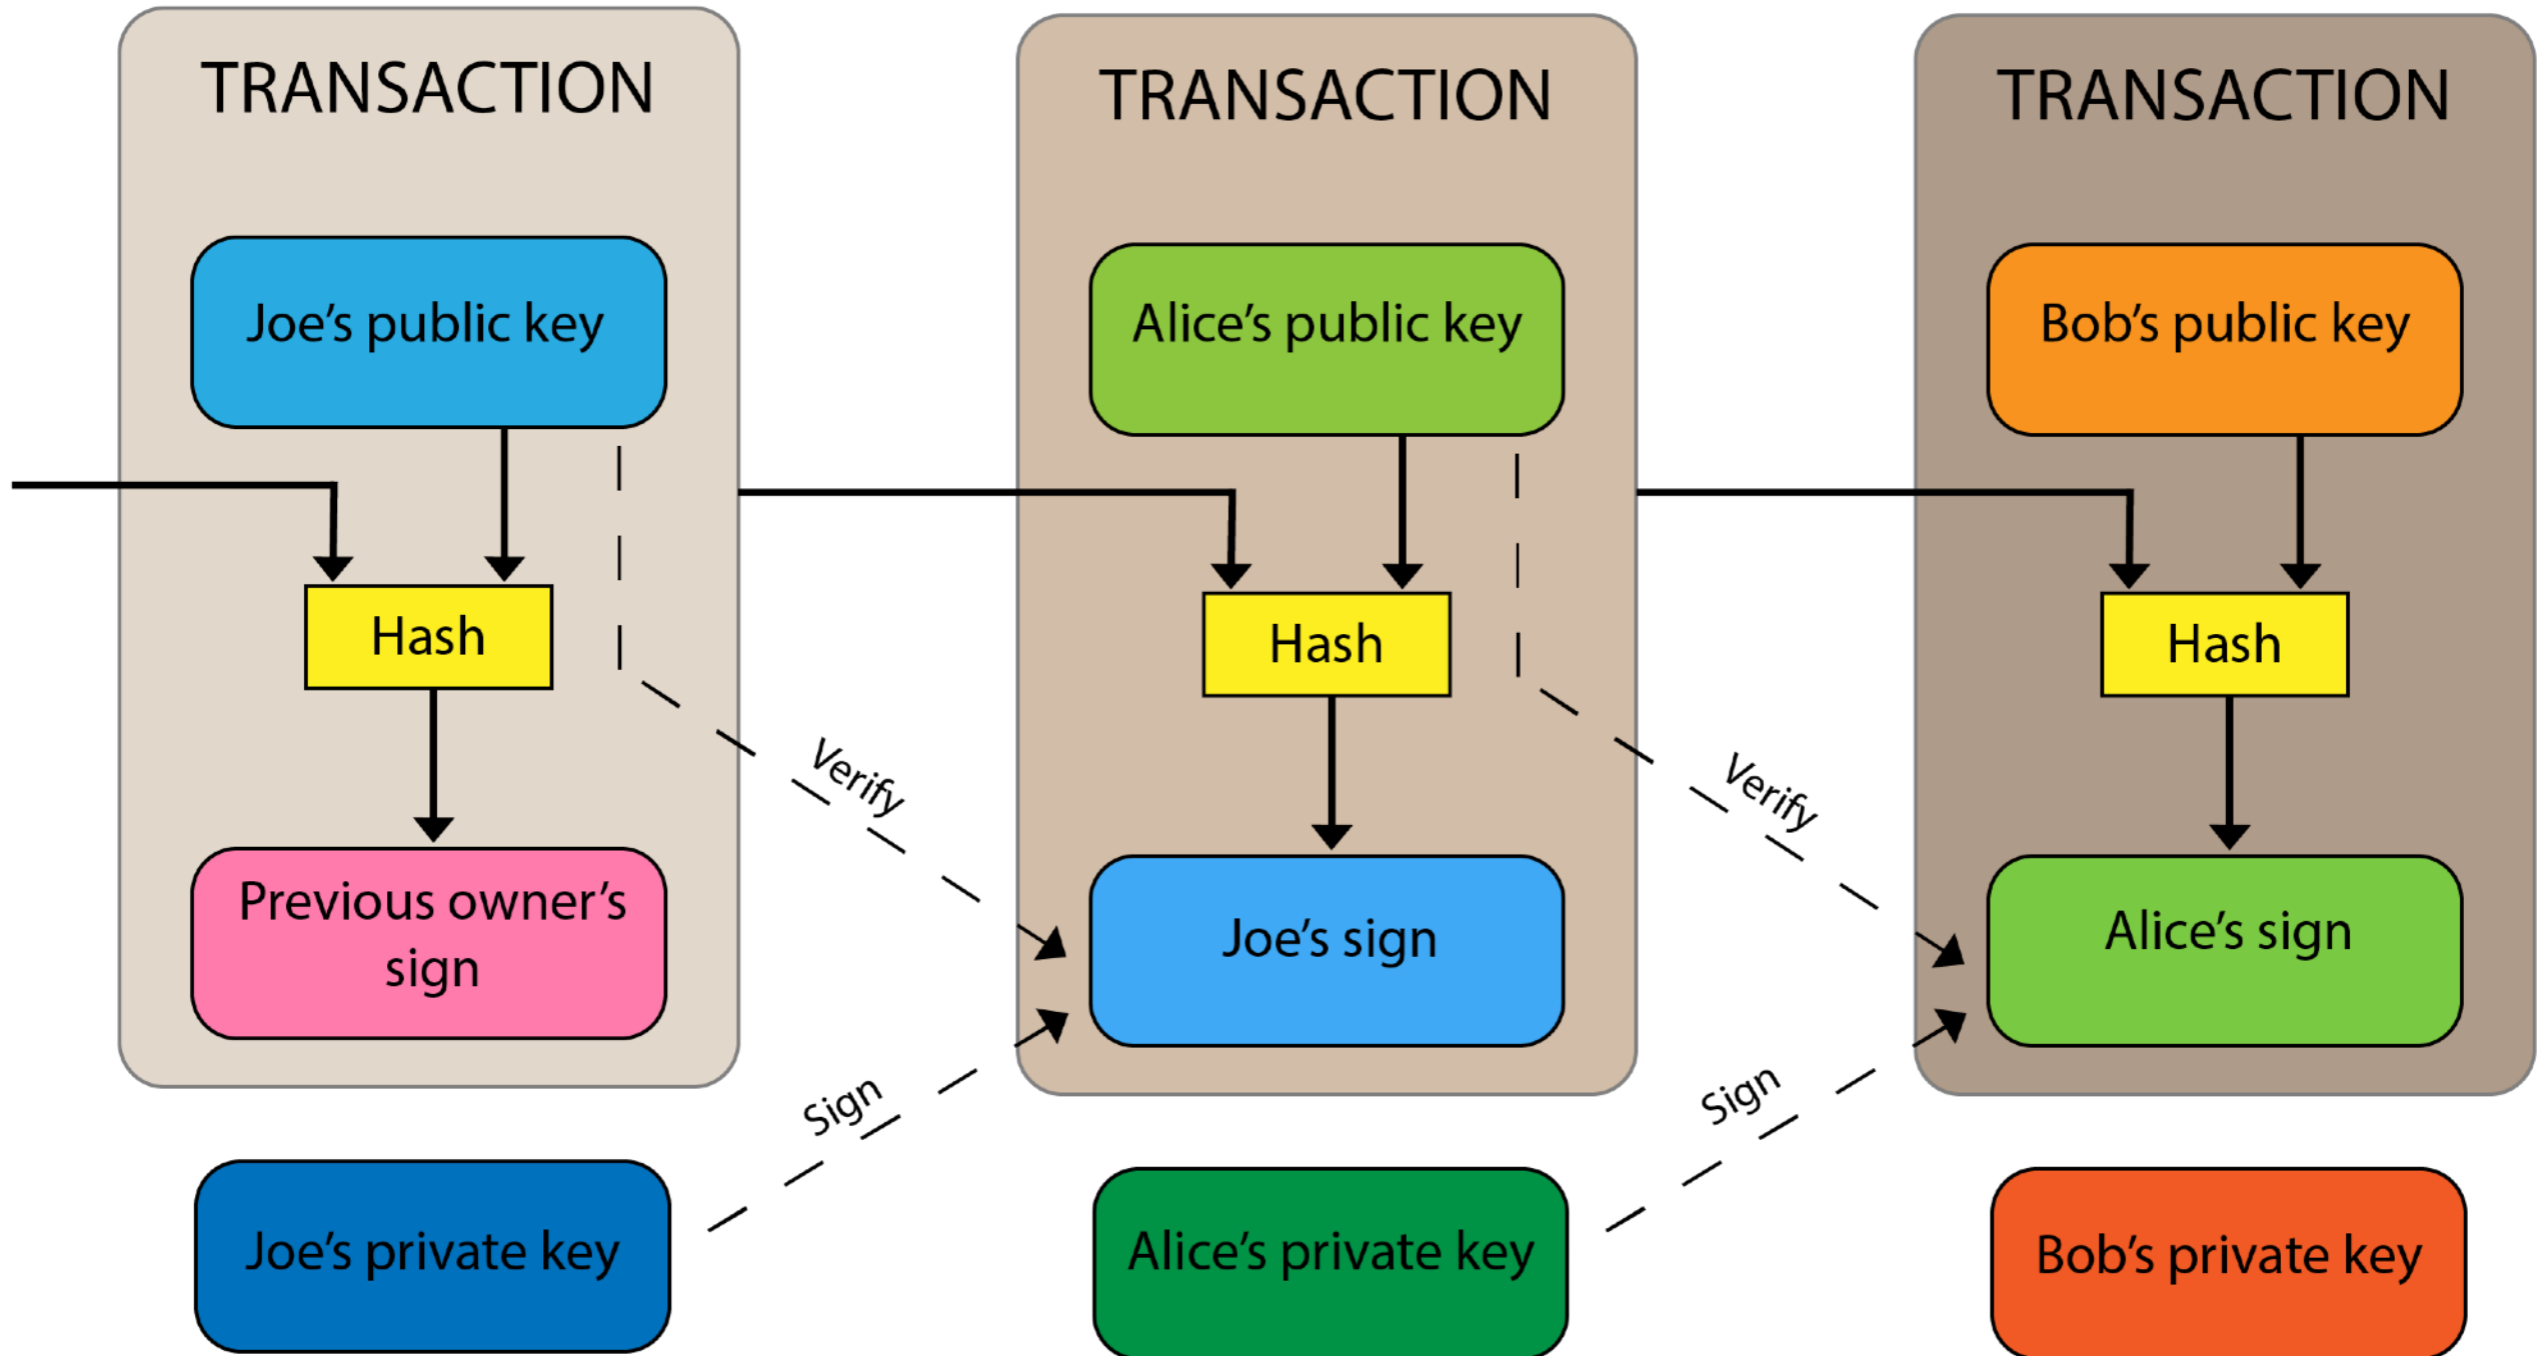 TRANSACTION
Joe’s public key
Hash
Previous owner’s
sign
TRANSACTION
Alice’s public key
Hash
Joe’s sign
TRANSACTION
Bob’s public key
Hash
Alice’s sign
Verify
Verify
Sign
Sign
Joe’s private key
Alice’s private key
Bob’s private key